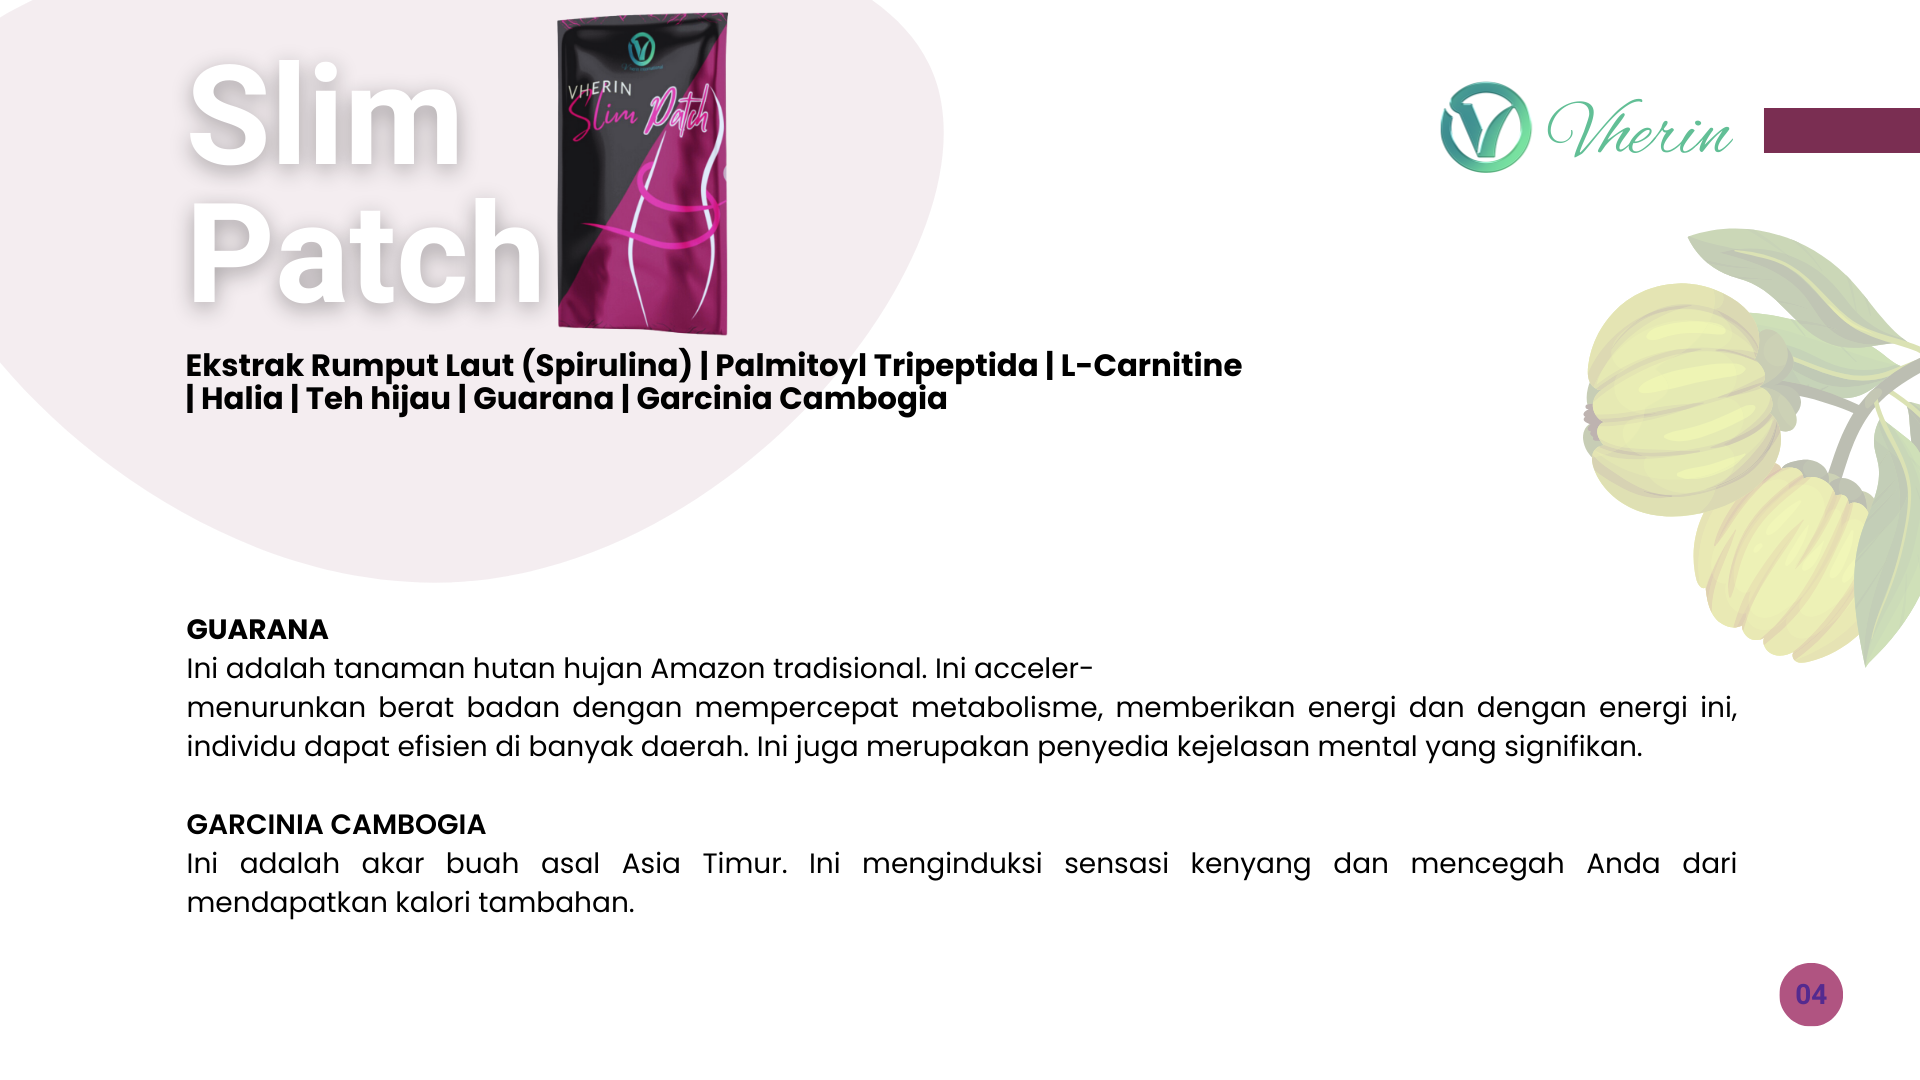 Slim
Patch
VHERIN
Slim Patch
Vherin
Ekstrak Rumput Laut (Spirulina) | Palmitoyl Tripeptida | L-Carnitine
| Halia | Teh hijau | Guarana | Garcinia Cambogia
GUARANA
Ini adalah tanaman hutan hujan Amazon tradisional. Ini acceler-
menurunkan berat badan dengan mempercepat metabolisme, memberikan energi dan dengan energi ini,
individu dapat efisien di banyak daerah. Ini juga merupakan penyedia kejelasan mental yang signifikan.
GARCINIA CAMBOGIA
Ini adalah akar buah asal Asia Timur. Ini menginduksi sensasi kenyang dan mencegah Anda dari
mendapatkan kalori tambahan.
04